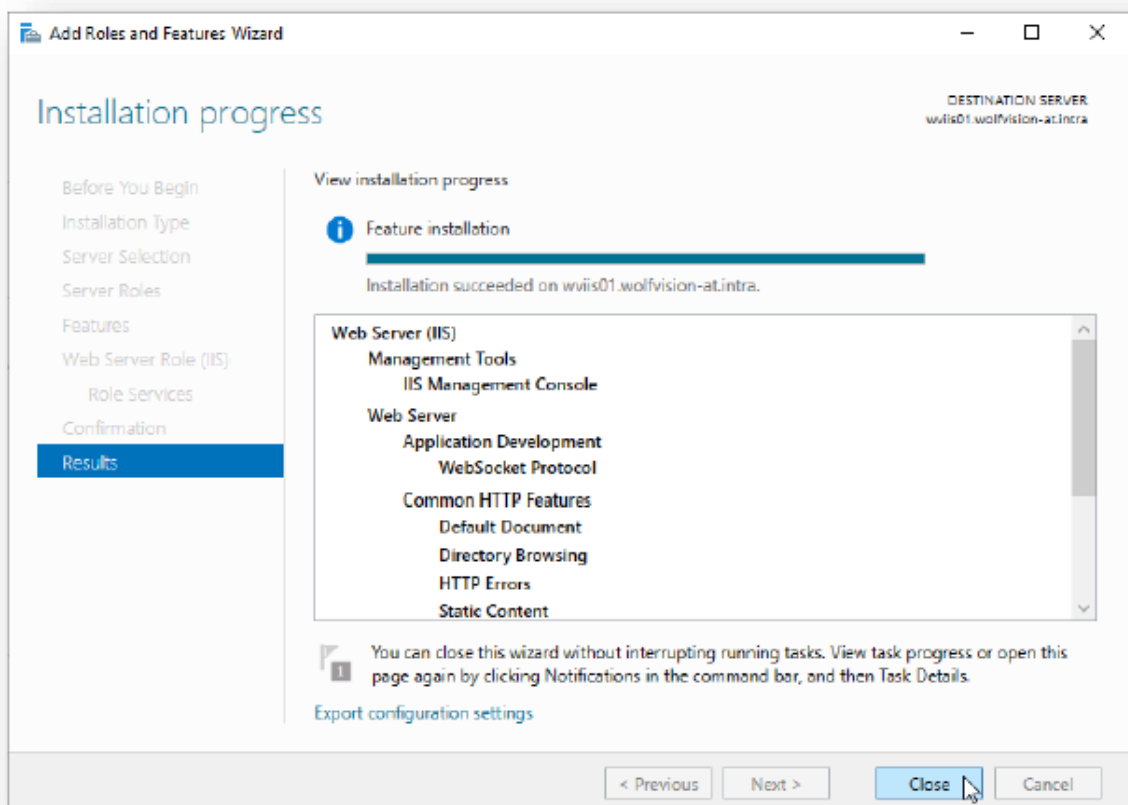 Add Roles and Features Wizard
Installation progress
DESTINATION SERVER
wviis01.wolfvision-at.intra
Before You Begin
Installation Type
Server Selection
Server Roles
Features
Web Server Role (IIS)
Role Services
Confirmation
Results
View installation progress
Feature installation
Installation succeeded on wviis01.wolfvision-at.intra.
Web Server (IIS)
Management Tools
IIS Management Console
Web Server
Application Development
WebSocket Protocol
Common HTTP Features
Default Document
Directory Browsing
HTTP Errors
Static Content
1
You can close this wizard without interrupting running tasks. View task progress or open this
page again by clicking Notifications in the command bar, and then Task Details.
Export configuration settings
< Previous
Next >
Close
Cancel